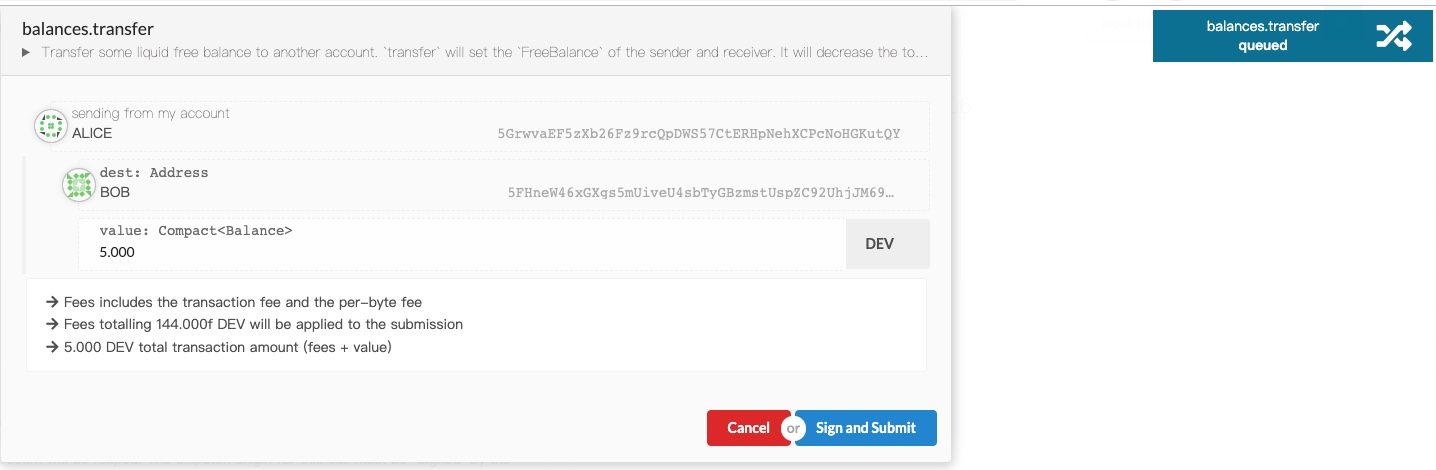 balances.transfer
▶ Transfer some liquid free balance to another account. `transfer` will set the `FreeBalance` of the sender and receiver. It will decrease the to...
balances.transfer
queued
sending from my account
ALICE 5GrwvaEF5zXb26Fz9rcQpDWS57CtERHpNehXCPcNoHGKutQY
dest: Address
BOB 5FHneW46xGXgs5mUiveU4sbTyGBzmstUspZC92UhjJM69…
value: Compact<Balance>
5.000 DEV
→ Fees includes the transaction fee and the per-byte fee
→ Fees totalling 144.000f DEV will be applied to the submission
→ 5.000 DEV total transaction amount (fees + value)
Cancel or Sign and Submit